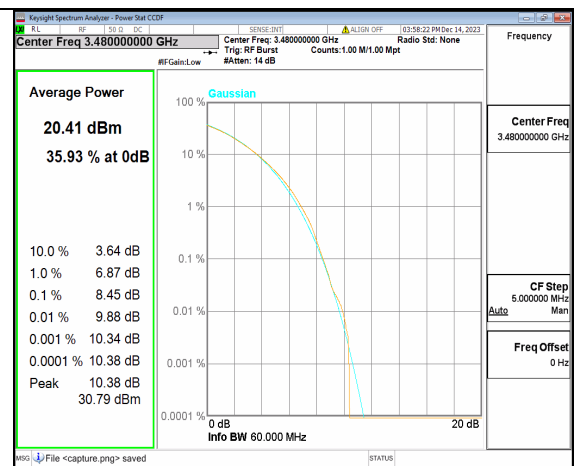 Keysight Spectrum Analyzer - Power Stat CCDF
RL RF 50 Ω DC SENSE:INT ALIGN OFF 03:58:22 PM Dec 14, 2023
Center Freq 3.480000000 GHz
Center Freq: 3.480000000 GHz Radio Std: None
Trig: RF Burst Counts:1.00 M/1.00 Mpt
#IFGain:Low #Atten: 14 dB
Frequency
Average Power
20.41 dBm
35.93 % at 0dB
10.0 % 3.64 dB
1.0 % 6.87 dB
0.1 % 8.45 dB
0.01 % 9.88 dB
0.001 % 10.34 dB
0.0001 % 10.38 dB
Peak 10.38 dB
30.79 dBm
Gaussian
100 %
10 %
1 %
0.1 %
0.01 %
0.001 %
0.0001 %
0 dB 20 dB
Info BW 60.000 MHz
Center Freq
3.480000000 GHz
CF Step
5.000000 MHz
Auto Man
Freq Offset
0 Hz
MSG File <capture.png> saved STATUS